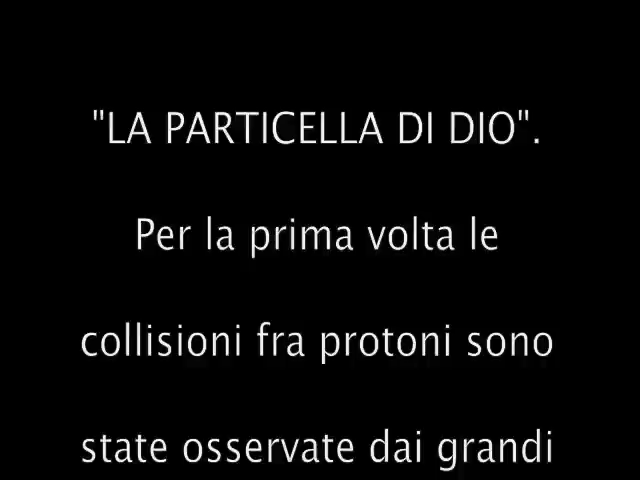 "LA PARTICELLA DI DIO".
Per la prima volta le
collisioni fra protoni sono
state osservate dai grandi